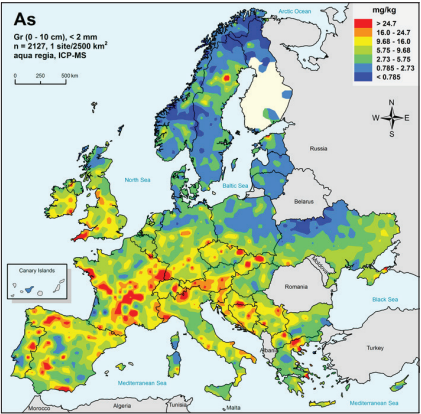 As
Gr (0 - 10 cm), < 2 mm
n = 2127, 1 site/2500 km²
aqua regia, ICP-MS
0 250 500
km
mg/kg
> 24.7
16.0 - 24.0
9.68 - 16.0
5.75 - 9.68
2.73 - 5.75
0.785 - 2.73
< 0.785
Arctic Ocean
N
W E
S
Russia
North Sea
Baltic Sea
Belarus
Canary Islands
Moldova
Romania
Black Sea
Albania
Turkey
Mediterranean Sea
Mediterranean Sea
Morocco
Algeria
Tunisia
Malta